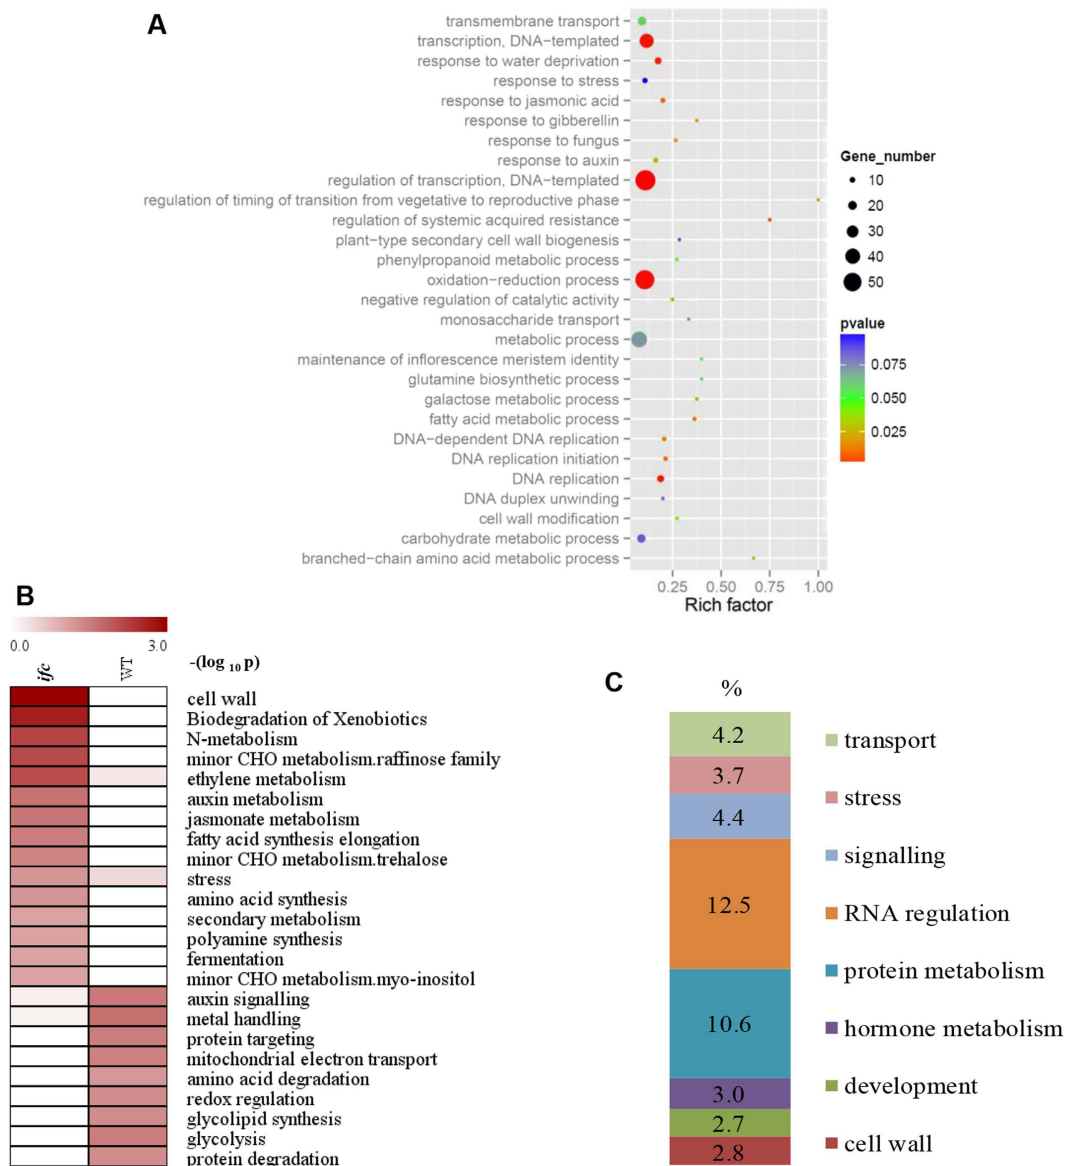 A
transmembrane transport
transcription, DNA−templated
response to water deprivation
response to stress
response to jasmonic acid
response to gibberellin
response to fungus
response to auxin
regulation of transcription, DNA−templated
regulation of timing of transition from vegetative to reproductive phase
regulation of systemic acquired resistance
plant−type secondary cell wall biogenesis
phenylpropanoid metabolic process
oxidation−reduction process
negative regulation of catalytic activity
monosaccharide transport
metabolic process
maintenance of inflorescence meristem identity
glutamine biosynthetic process
galactose metabolic process
fatty acid metabolic process
DNA−dependent DNA replication
DNA replication initiation
DNA replication
DNA duplex unwinding
cell wall modification
carbohydrate metabolic process
branched−chain amino acid metabolic process
0.25 0.50 0.75 1.00
Rich factor
Gene_number
10
20
30
40
50
pvalue
0.075
0.050
0.025
B
0.0 3.0
ifc WT -(log 10 p)
cell wall
Biodegradation of Xenobiotics
N-metabolism
minor CHO metabolism.raffinose family
ethylene metabolism
auxin metabolism
jasmonate metabolism
fatty acid synthesis elongation
minor CHO metabolism.trehalose
stress
amino acid synthesis
secondary metabolism
polyamine synthesis
fermentation
minor CHO metabolism.myo-inositol
auxin signalling
metal handling
protein targeting
mitochondrial electron transport
amino acid degradation
redox regulation
glycolipid synthesis
glycolysis
protein degradation
C
%
4.2
3.7
4.4
12.5
10.6
3.0
2.7
2.8
transport
stress
signalling
RNA regulation
protein metabolism
hormone metabolism
development
cell wall